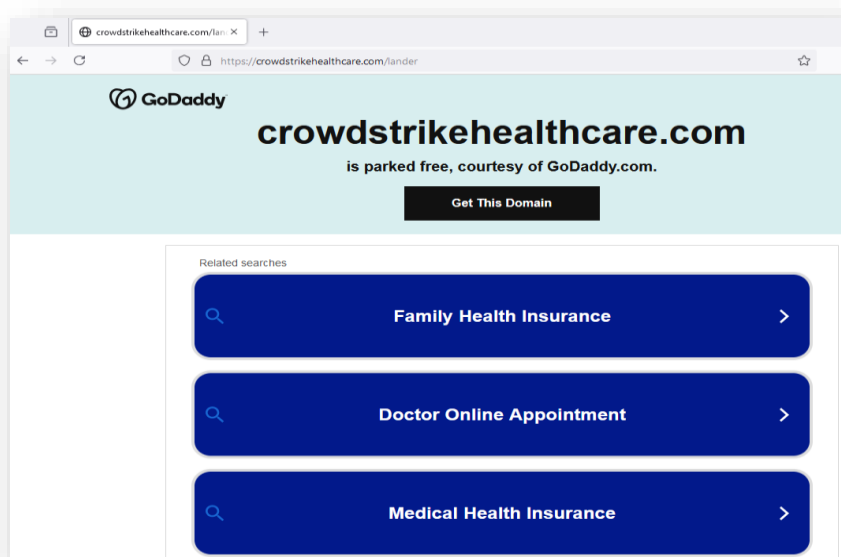 crowdstrikehealthcare.com/lan
https://crowdstrikehealthcare.com/lander
GoDaddy
crowdstrikehealthcare.com
is parked free, courtesy of GoDaddy.com.
Get This Domain
Related searches
Family Health Insurance
Doctor Online Appointment
Medical Health Insurance